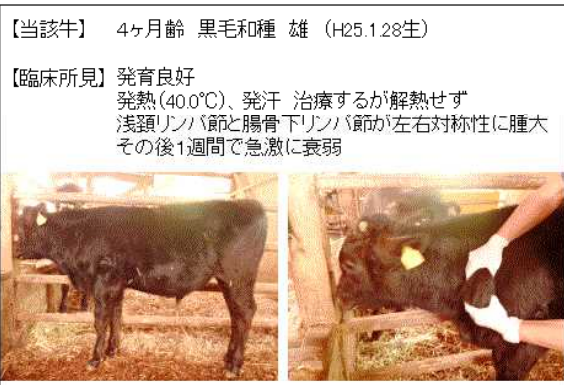 【当該牛】 4ヶ月齢 黒毛和種 雄 （H25.1.28生）
【臨床所見】発育良好
発熱（40.0℃）、発汗 治療するが解熱せず
浅頚リンパ節と腸骨下リンパ節が左右対称性に腫大
その後1週間で急激に衰弱